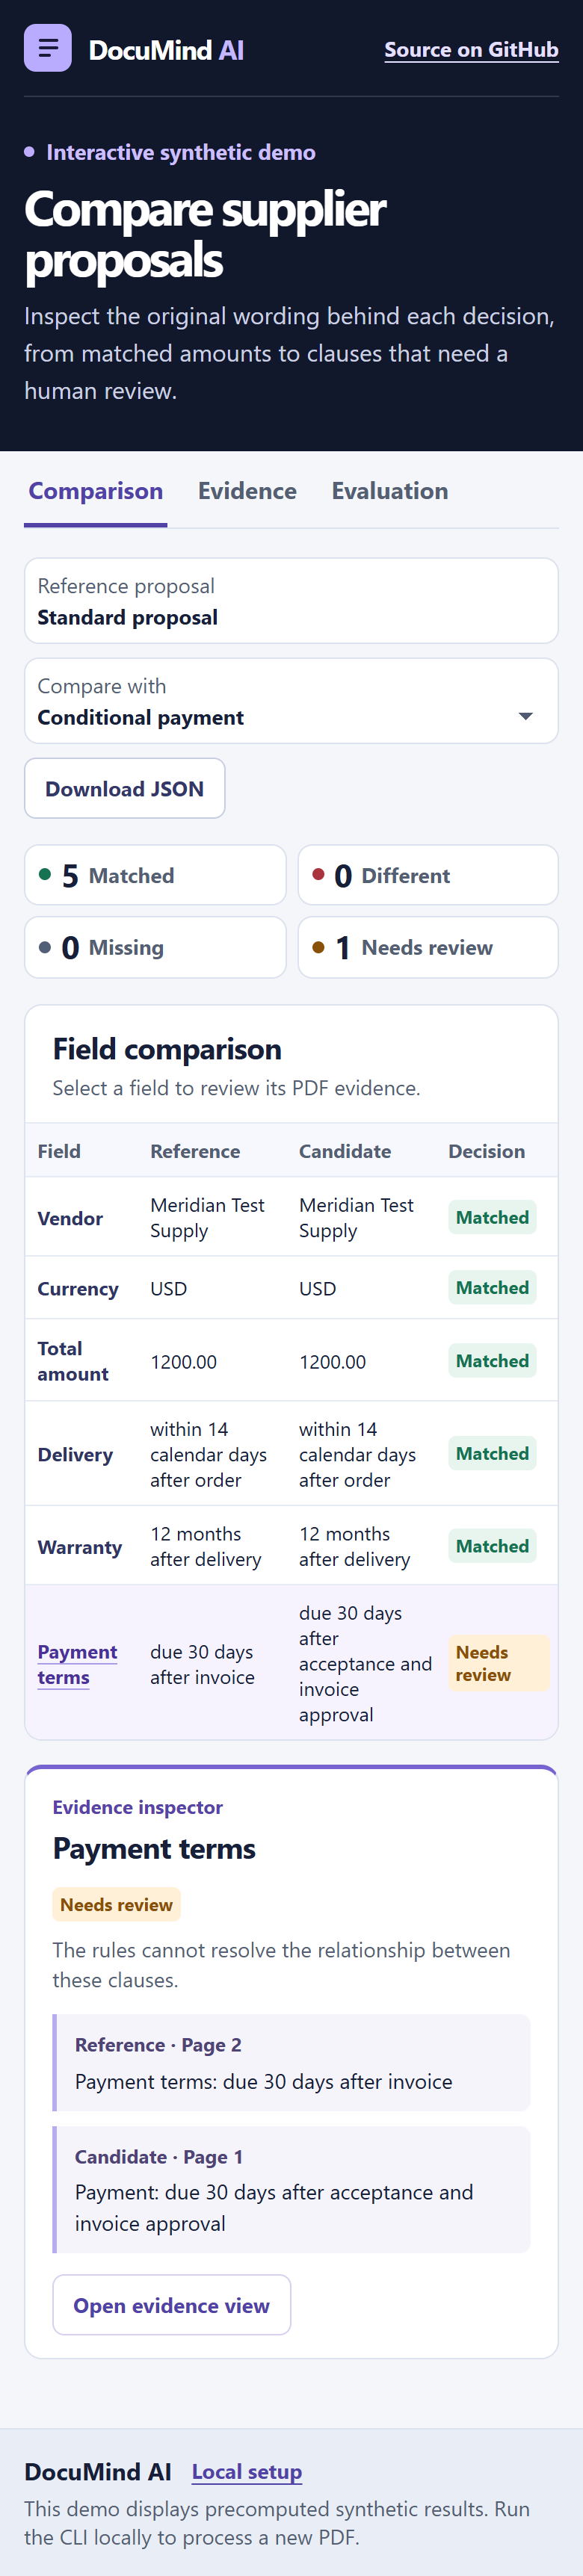 DocuMind AI
Source on GitHub
Interactive synthetic demo
Compare supplier
proposals
Inspect the original wording behind each decision,
from matched amounts to clauses that need a
human review.
Comparison Evidence Evaluation
Reference proposal
Standard proposal
Compare with
Conditional payment
Download JSON
5 Matched
0 Different
0 Missing
1 Needs review
Field comparison
Select a field to review its PDF evidence.
Field Reference Candidate Decision
Vendor
Meridian Test
Supply
Meridian Test
Supply
Matched
Currency USD USD Matched
Total
amount
1200.00
1200.00
Matched
Delivery
within 14
calendar days
after order
within 14
calendar days
after order
Matched
Warranty
12 months
after delivery
12 months
after delivery
Matched
Payment
terms
due 30 days
after invoice
due 30 days
after
acceptance and
invoice
approval
Needs
review
Evidence inspector
Payment terms
Needs review
The rules cannot resolve the relationship between
these clauses.
Reference · Page 2
Payment terms: due 30 days after invoice
Candidate · Page 1
Payment: due 30 days after acceptance and
invoice approval
Open evidence view
DocuMind AI Local setup
This demo displays precomputed synthetic results. Run
the CLI locally to process a new PDF.